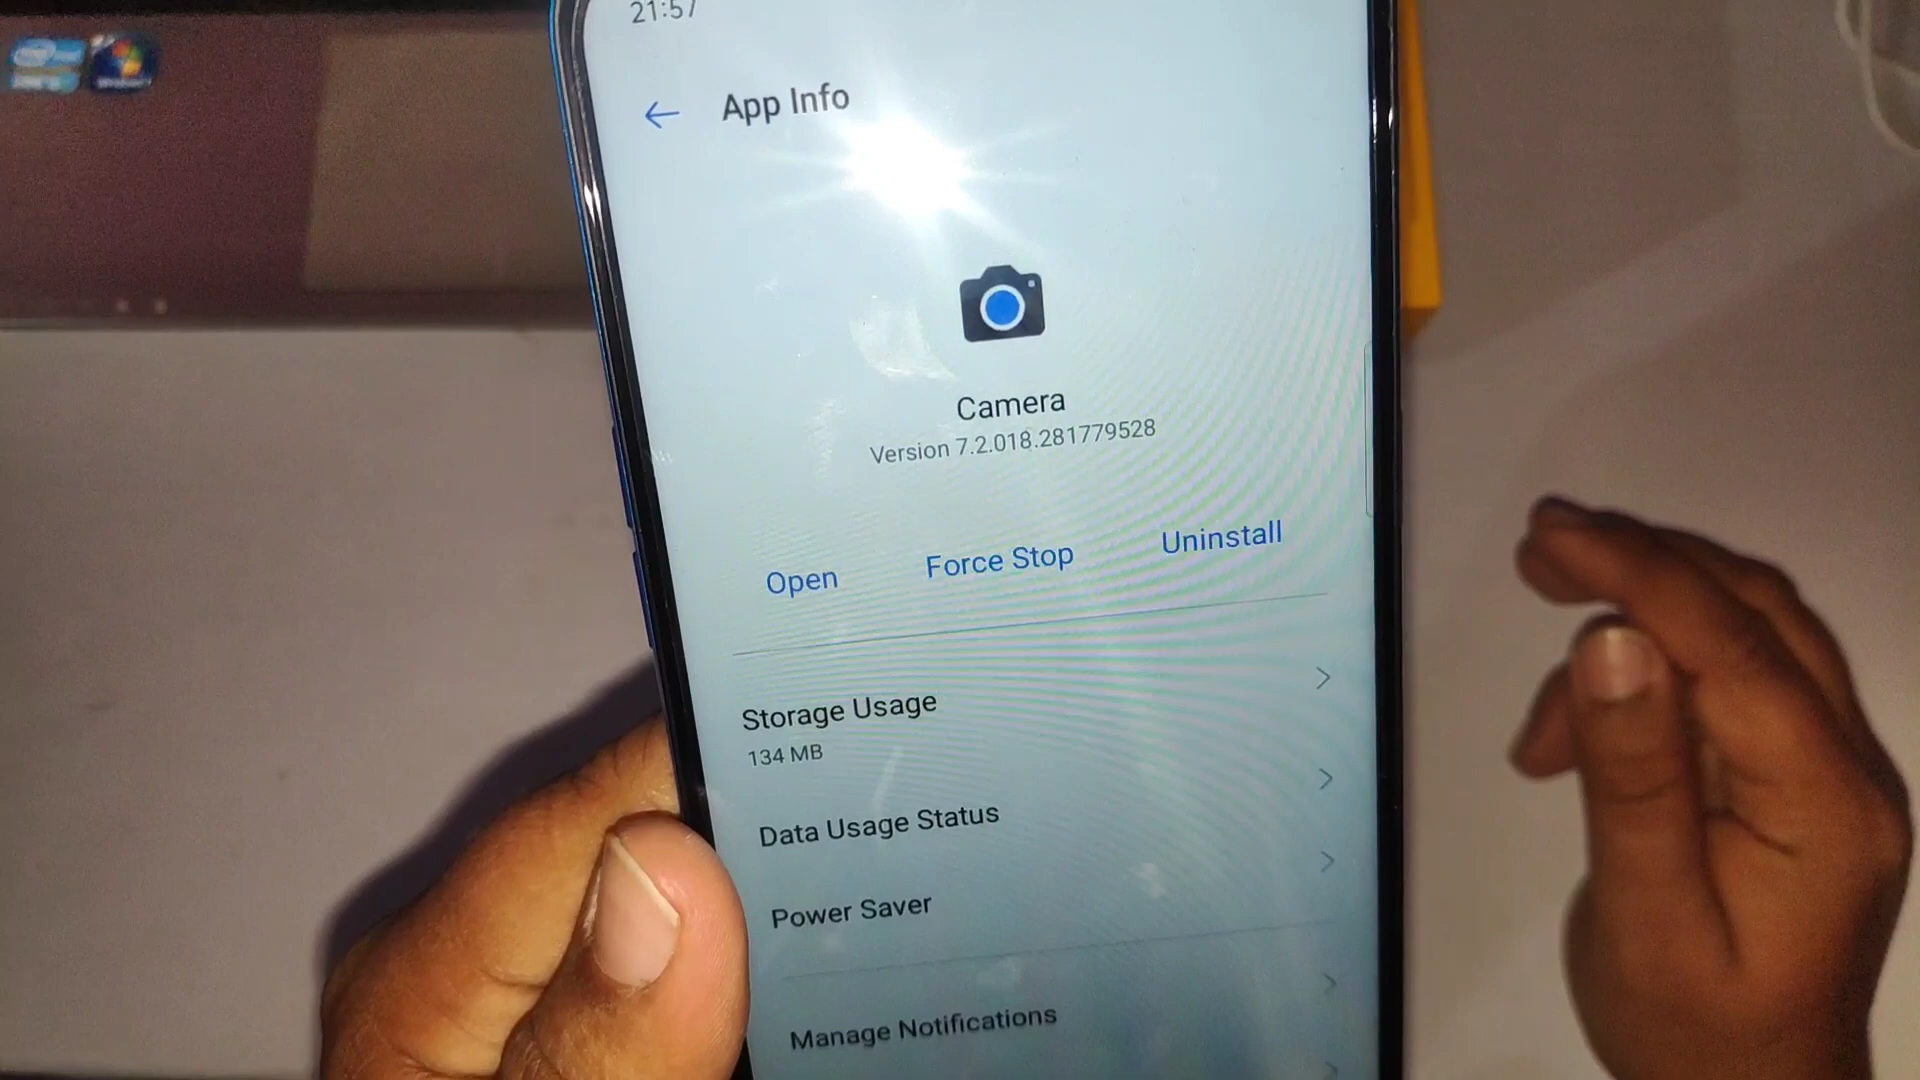 21:57
App Info
Camera
Version 7.2.018.281779528
Open
Force Stop
Uninstall
Storage Usage
134 MB
Data Usage Status
Power Saver
Manage Notifications